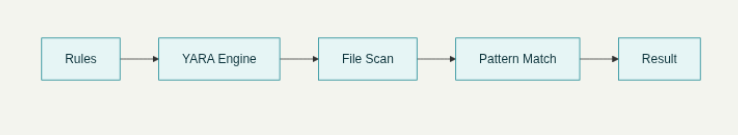 Rules
YARA Engine
File Scan
Pattern Match
Result